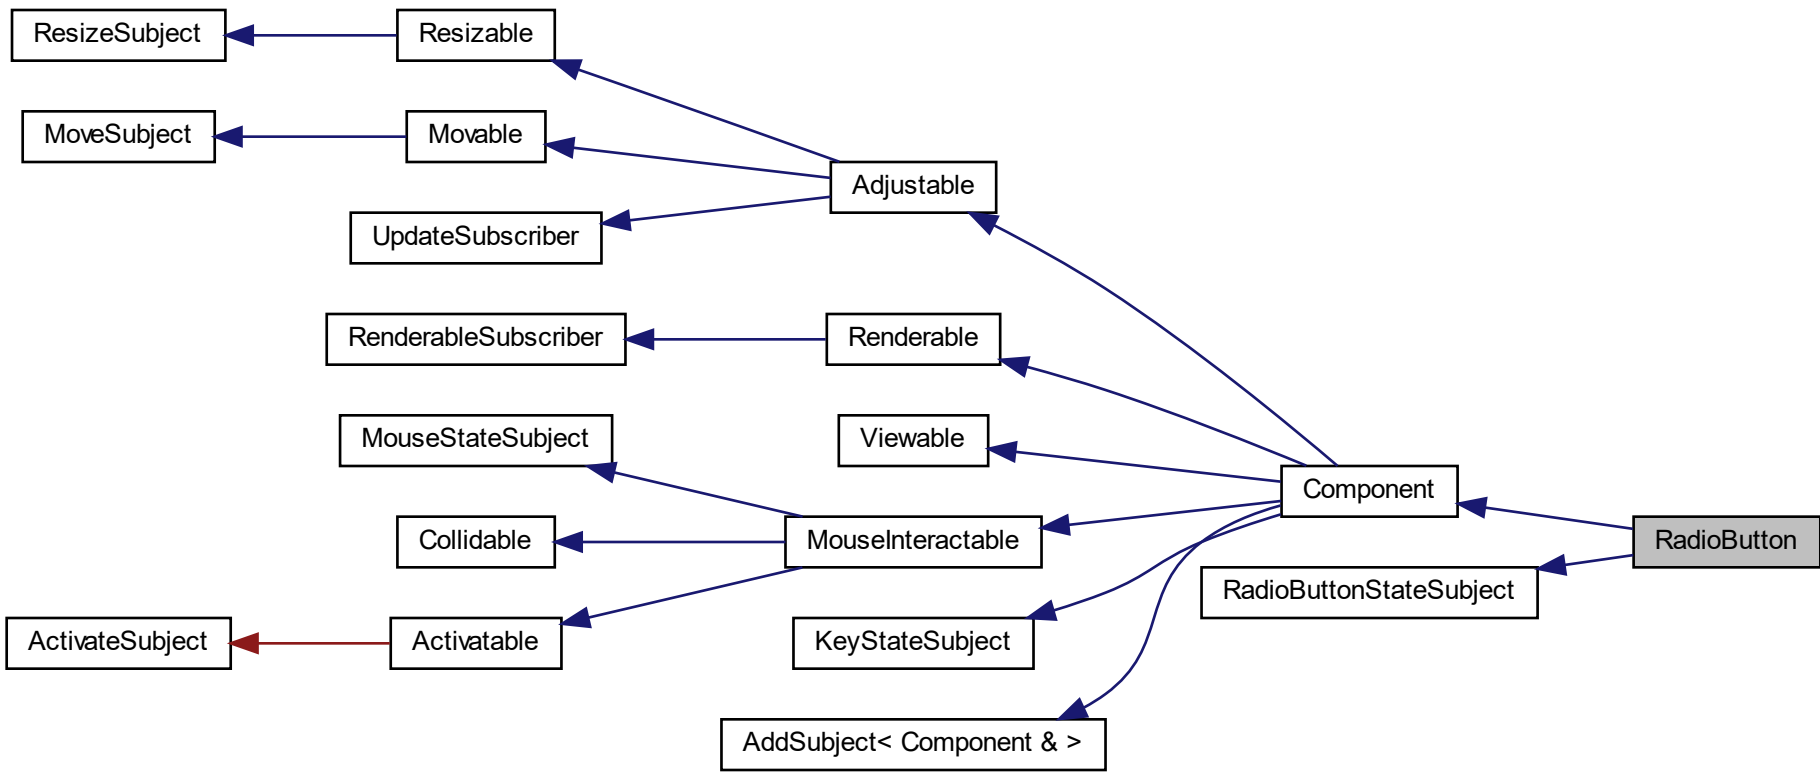 ResizeSubject
Resizable
MoveSubject
Movable
Adjustable
UpdateSubscriber
RenderableSubscriber
Renderable
MouseStateSubject
Viewable
Component
Collidable
MouseInteractable
RadioButton
RadioButtonStateSubject
ActivateSubject
Activatable
KeyStateSubject
AddSubject< Component & >